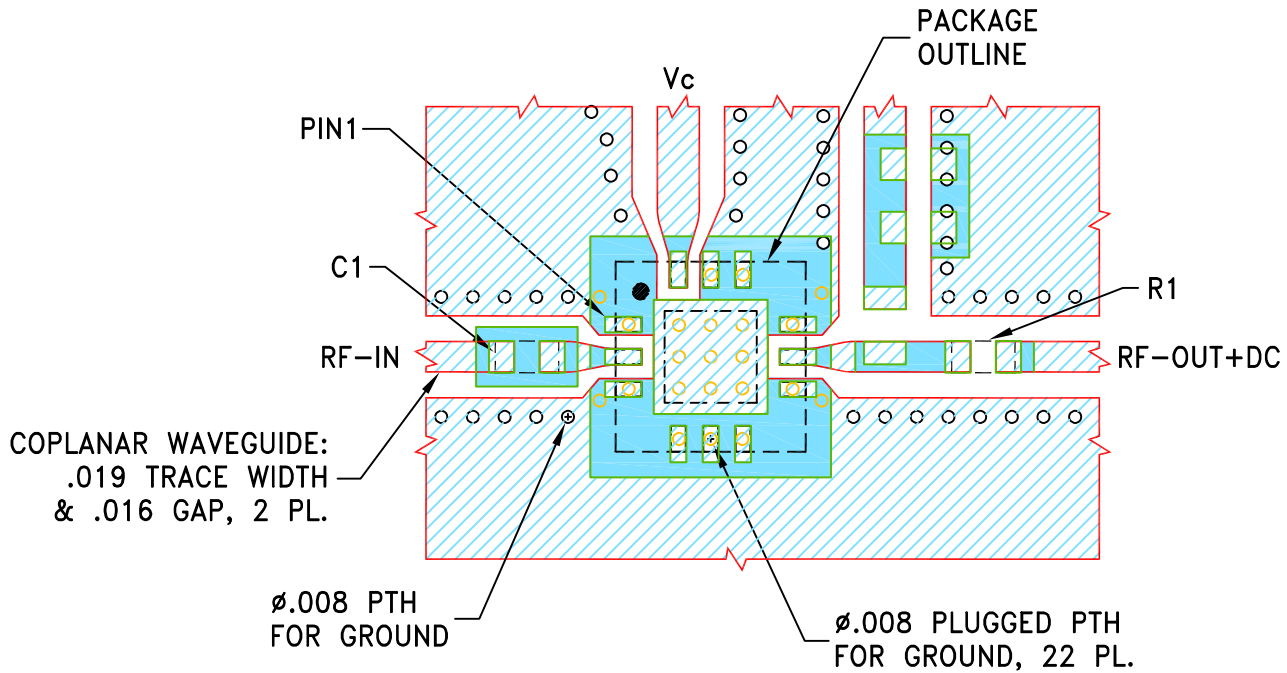 PACKAGE
OUTLINE
Vc
PIN1
C1
R1
RF-IN
RF-OUT+DC
COPLANAR WAVEGUIDE:
.019 TRACE WIDTH
& .016 GAP, 2 PL.
ø.008 PTH
FOR GROUND
ø.008 PLUGGED PTH
FOR GROUND, 22 PL.